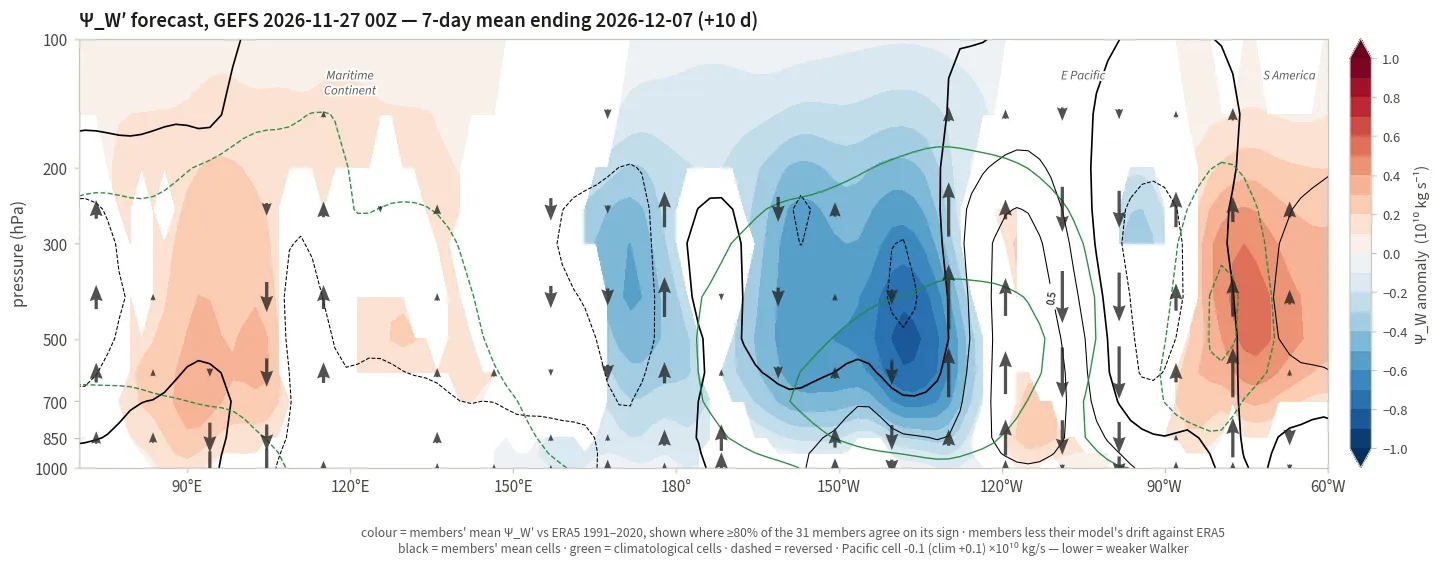 Ψ_W′ forecast, GEFS 2026-11-27 00Z — 7-day mean ending 2026-12-07 (+10 d)
100
200
300
400
500
700
850
1000
pressure (hPa)
Maritime
Continent
E Pacific
S America
0.5
90°E
120°E
150°E
180°
150°W
120°W
90°W
60°W
1.0
0.8
0.6
0.4
0.2
0.0
−0.2
−0.4
−0.6
−0.8
−1.0
Ψ_W anomaly (10¹⁰ kg s⁻¹)
colour = members' mean Ψ_W′ vs ERA5 1991–2020, shown where ≥80% of the 31 members agree on its sign · members less their model's drift against ERA5
black = members' mean cells · green = climatological cells · dashed = reversed · Pacific cell -0.1 (clim +0.1) ×10¹⁰ kg/s — lower = weaker Walker